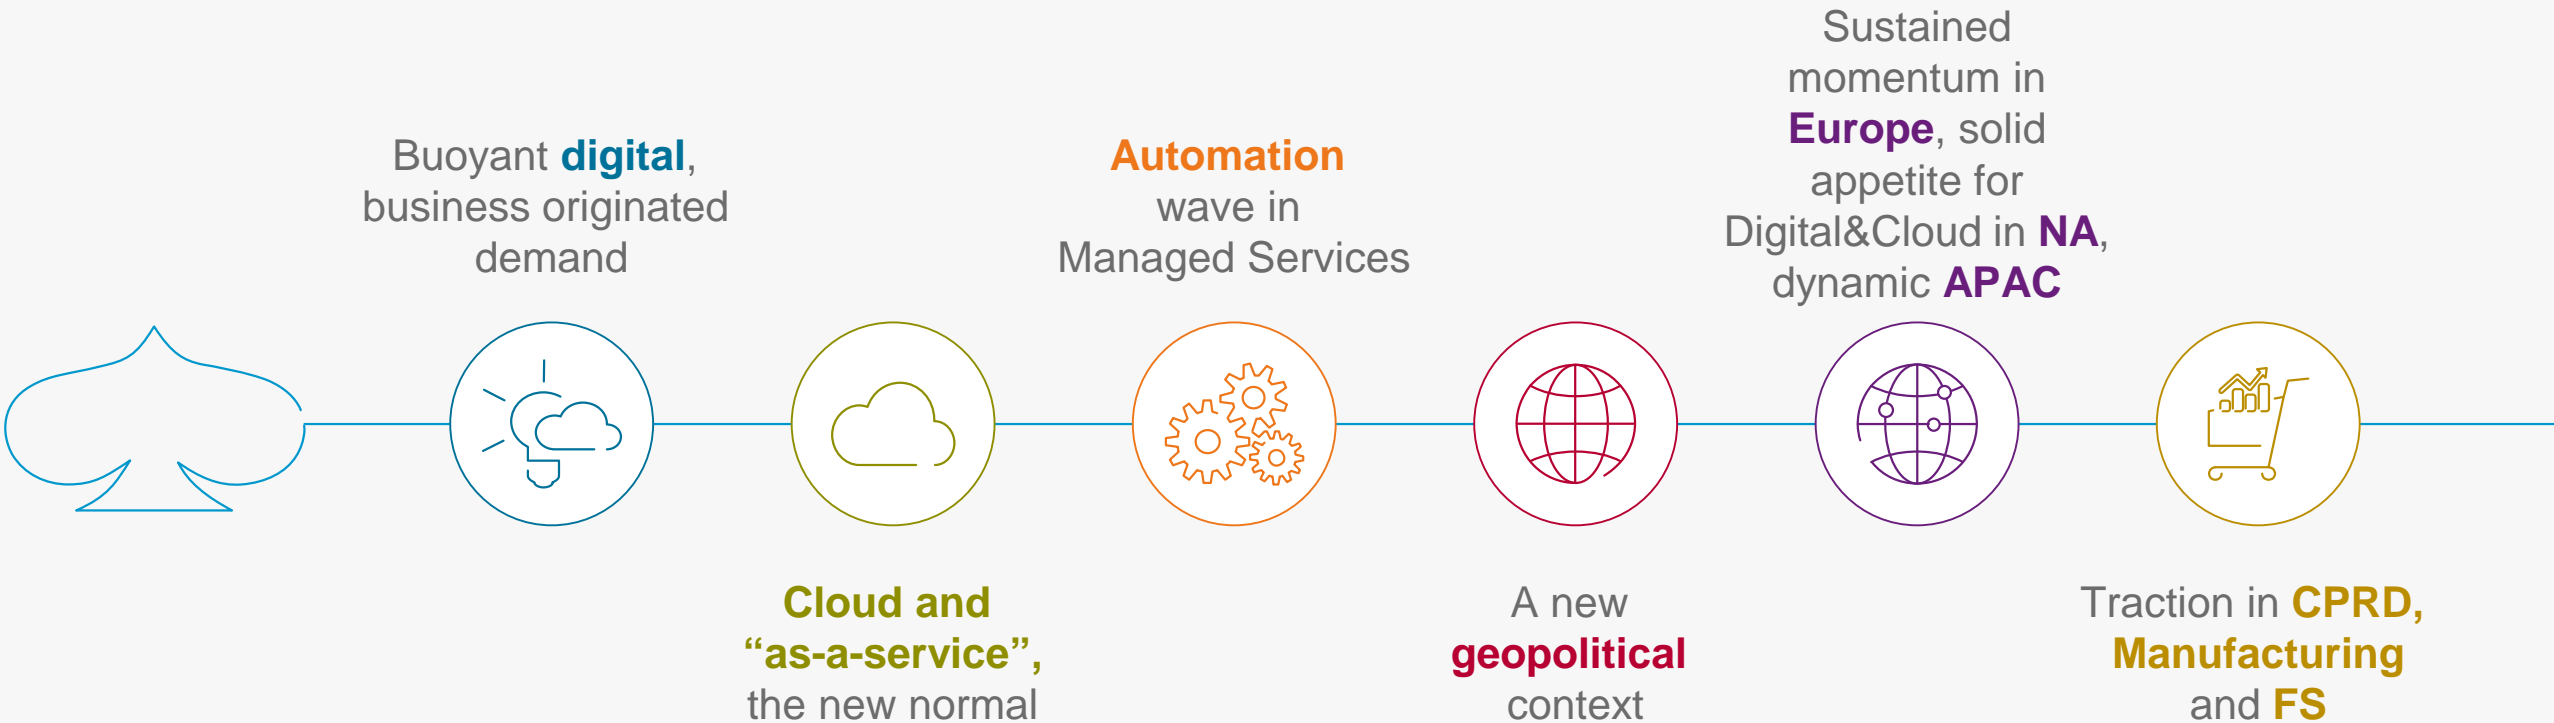 Buoyant digital,
business originated
demand
Cloud and
“as-a-service”,
the new normal
Automation
wave in
Managed Services
A new
geopolitical
context
Sustained
momentum in
Europe, solid
appetite for
Digital&Cloud in NA,
dynamic APAC
Traction in CPRD,
Manufacturing
and FS